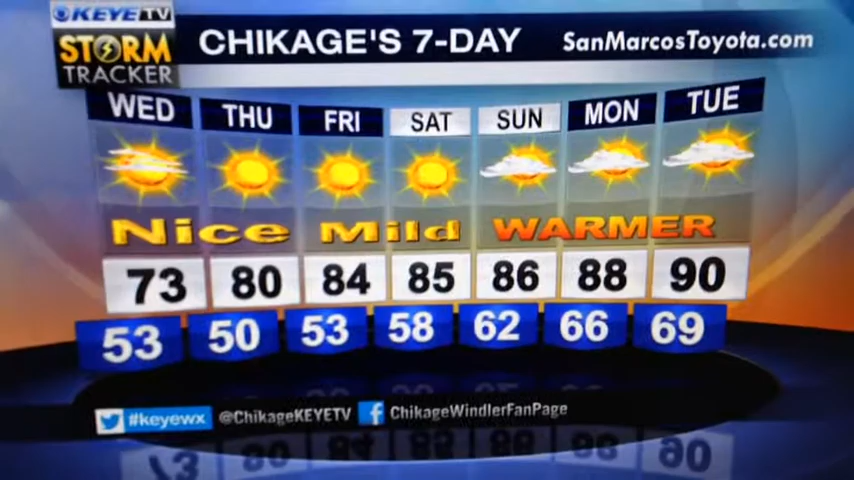 KEYE TV
STORM
TRACKER
CHIKAGE'S 7-DAY
SanMarcosToyota.com
WED THU FRI SAT SUN MON TUE
Nice Mild WARMER
73 80 84 85 86 88 90
53 50 53 58 62 66 69
#keyewx @ChikageKEYETV f ChikageWindlerFanPage